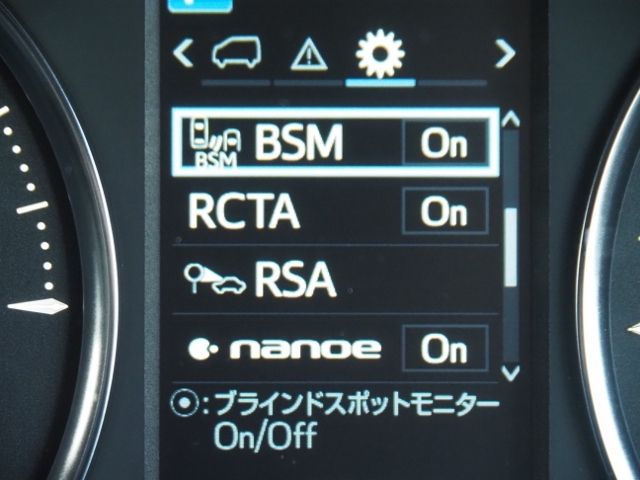 BSM BSM On
RCTA On
RSA
nanoe On
:ブラインドスポットモニター
On/Off